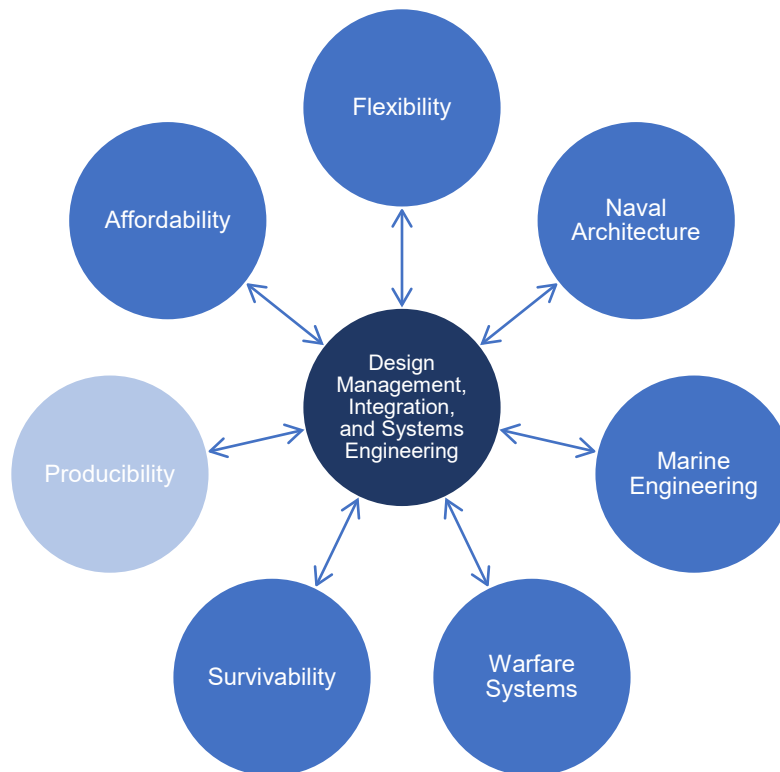 Flexibility
Naval
Architecture
Affordability
Design
Management,
Integration,
and Systems
Engineering
Marine
Engineering
Producibility
Warfare
Systems
Survivability